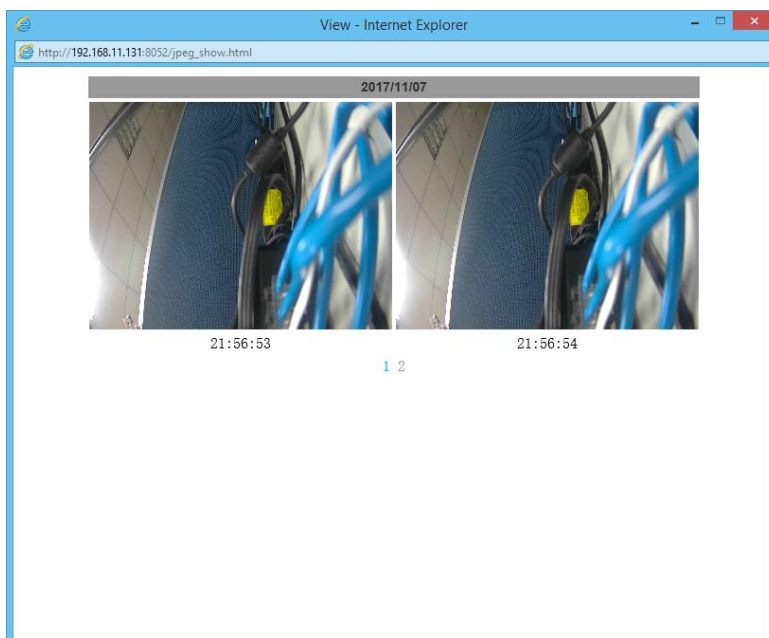 View - Internet Explorer
http://192.168.11.131:8052/jpeg_show.html
2017/11/07
21:56:53 21:56:54
1 2